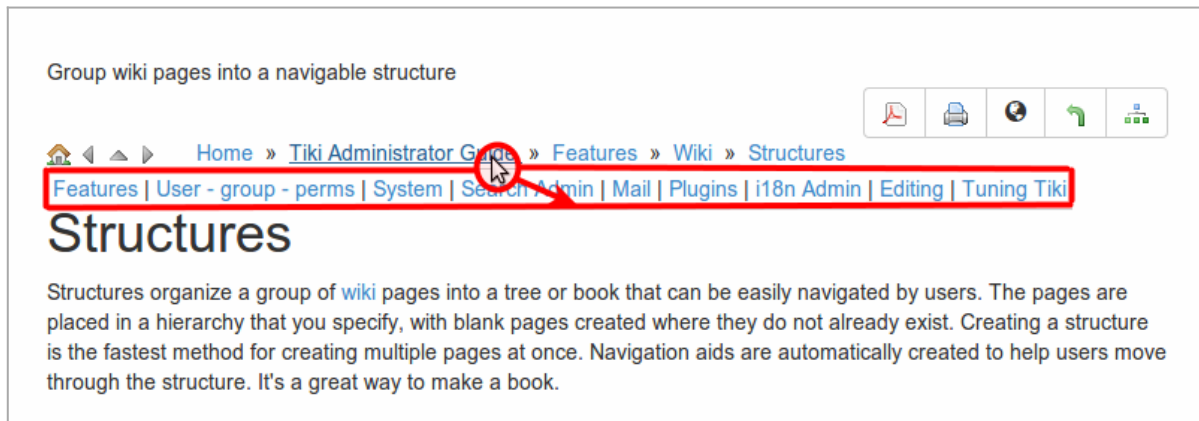 Group wiki pages into a navigable structure
Home » Tiki Administrator Guide » Features » Wiki » Structures
Features | User - group - perms | System | Search Admin | Mail | Plugins | i18n Admin | Editing | Tuning Tiki
Structures
Structures organize a group of wiki pages into a tree or book that can be easily navigated by users. The pages are
placed in a hierarchy that you specify, with blank pages created where they do not already exist. Creating a structure
is the fastest method for creating multiple pages at once. Navigation aids are automatically created to help users move
through the structure. It's a great way to make a book.